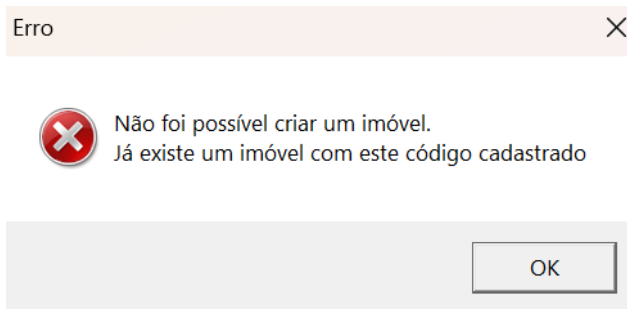 Erro
Não foi possível criar um imóvel.
Já existe um imóvel com este código cadastrado
OK